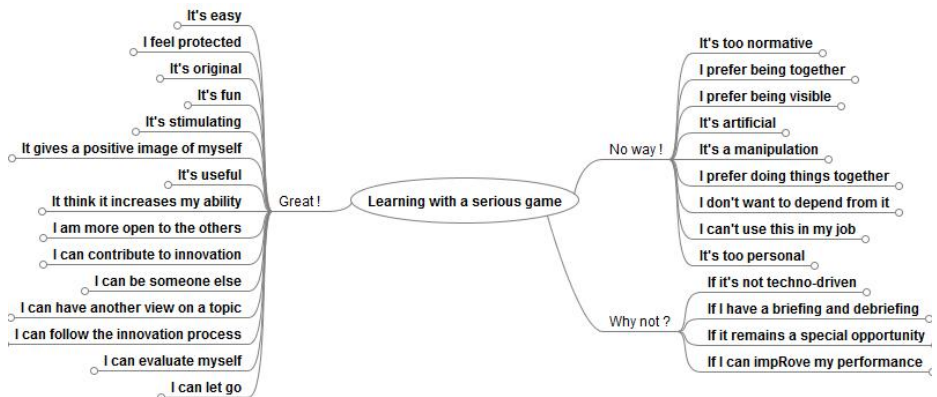 It's easy
I feel protected
It's original
It's fun
It's stimulating
It gives a positive image of myself
It's useful
It think it increases my ability
I am more open to the others
I can contribute to innovation
I can be someone else
I can have another view on a topic
I can follow the innovation process
I can evaluate myself
I can let go
Great !
Learning with a serious game
No way !
It's too normative
I prefer being together
I prefer being visible
It's artificial
It's a manipulation
I prefer doing things together
I don't want to depend from it
I can't use this in my job
It's too personal
Why not ?
If it's not techno-driven
If I have a briefing and debriefing
If it remains a special opportunity
If I can impRove my performance